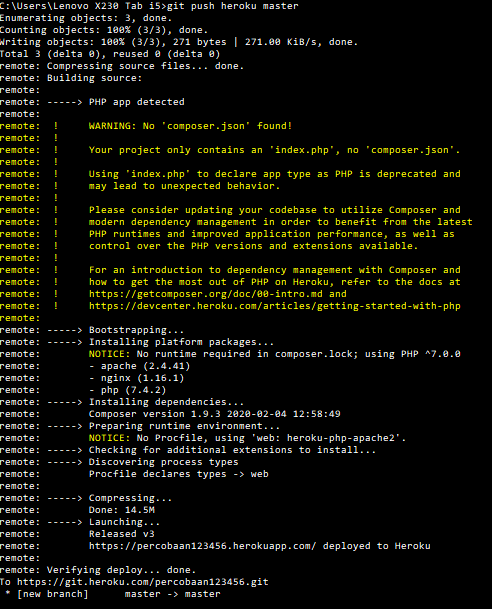 C:\Users\Lenovo X230 Tab i5>git push heroku master
Enumerating objects: 3, done.
Counting objects: 100% (3/3), done.
Writing objects: 100% (3/3), 271 bytes | 271.00 KiB/s, done.
Total 3 (delta 0), reused 0 (delta 0)
remote: Compressing source files... done.
remote: Building source:
remote:
remote: -----> PHP app detected
remote:
remote:  !     WARNING: No 'composer.json' found!
remote:  !
remote:  !     Your project only contains an 'index.php', no 'composer.json'.
remote:  !
remote:  !     Using 'index.php' to declare app type as PHP is deprecated and
remote:  !     may lead to unexpected behavior.
remote:  !
remote:  !     Please consider updating your codebase to utilize Composer and
remote:  !     modern dependency management in order to benefit from the latest
remote:  !     PHP runtimes and improved application performance, as well as
remote:  !     control over the PHP versions and extensions available.
remote:  !
remote:  !     For an introduction to dependency management with Composer and
remote:  !     how to get the most out of PHP on Heroku, refer to the docs at
remote:  !     https://getcomposer.org/doc/00-intro.md and
remote:  !     https://devcenter.heroku.com/articles/getting-started-with-php
remote:
remote: -----> Bootstrapping...
remote: -----> Installing platform packages...
remote:        NOTICE: No runtime required in composer.lock; using PHP ^7.0.0
remote:        - apache (2.4.41)
remote:        - nginx (1.16.1)
remote:        - php (7.4.2)
remote: -----> Installing dependencies...
remote:        Composer version 1.9.3 2020-02-04 12:58:49
remote: -----> Preparing runtime environment...
remote:        NOTICE: No Procfile, using 'web: heroku-php-apache2'.
remote: -----> Checking for additional extensions to install...
remote: -----> Discovering process types
remote:        Procfile declares types -> web
remote:
remote: -----> Compressing...
remote:        Done: 14.5M
remote: -----> Launching...
remote:        Released v3
remote:        https://percobaan123456.herokuapp.com/ deployed to Heroku
remote:
remote: Verifying deploy... done.
To https://git.heroku.com/percobaan123456.git
 * [new branch]      master -> master